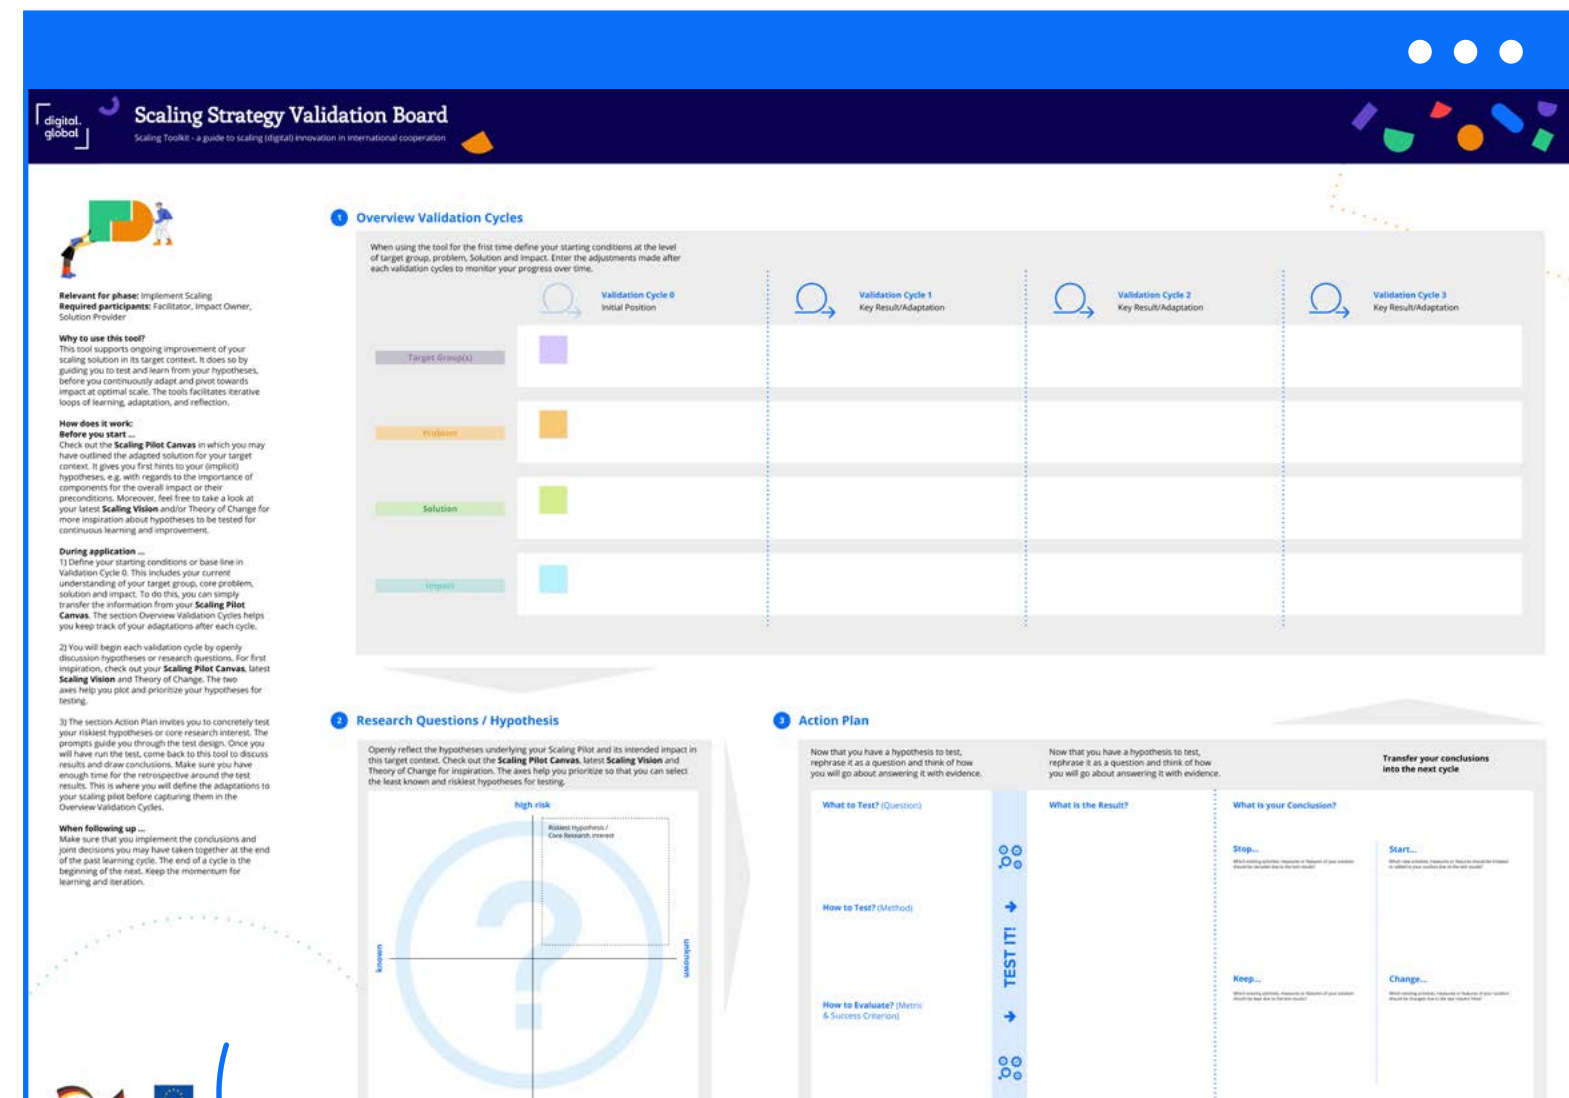 digital.
global
Scaling Strategy Validation Board
Scaling Toolkit - a guide to scaling (digital) innovation in international cooperation
Relevant for phase: Implement Scaling
Required participants: Facilitator, Impact Owner,
Solution Provider
Why to use this tool?
This tool supports ongoing improvement of your
scaling solution in its target context. It does so by
guiding you to test and learn from your hypotheses,
before you continuously adapt and pivot towards
impact at optimal scale. The tools facilitates iterative
loops of learning, adaptation, and reflection.
How does it work:
Before you start ...
Check out the Scaling Pilot Canvas in which you may
have outlined the adapted solution for your target
context. It gives you first hints to your (implicit)
hypotheses, e.g. with regards to the importance of
components for the overall impact or their
preconditions. Moreover, feel free to take a look at
your latest Scaling Vision and/or Theory of Change for
more inspiration about hypotheses to be tested for
continuous learning and improvement.
During application ...
1) Define your starting conditions or base line in
Validation Cycle 0. This includes your current
understanding of your target group, core problem,
solution and impact. To do this, you can simply
transfer the information from your Scaling Pilot
Canvas. The section Overview Validation Cycles helps
you keep track of your adaptations after each cycle.
2) You will begin each validation cycle by openly
discussion hypotheses or research questions. For first
inspiration, check out your Scaling Pilot Canvas, latest
Scaling Vision and Theory of Change. The two
axes help you plot and prioritize your hypotheses for
testing.
3) The section Action Plan invites you to concretely test
your riskiest hypotheses or core research interest. The
prompts guide you through the test design. Once you
will have run the test, come back to this tool to discuss
results and draw conclusions. Make sure you have
enough time for the retrospective around the test
results. This is where you will define the adaptations to
your scaling pilot before capturing them in the
Overview Validation Cycles.
When following up ...
Make sure that you implement the conclusions and
joint decisions you may have taken together at the end
of the past learning cycle. The end of a cycle is the
beginning of the next. Keep the momentum for
learning and iteration.
1 Overview Validation Cycles
When using the tool for the frist time define your starting conditions at the level
of target group, problem, Solution and Impact. Enter the adjustments made after
each validation cycles to monitor your progress over time.
Validation Cycle 0
Initial Position
Validation Cycle 1
Key Result/Adaptation
Validation Cycle 2
Key Result/Adaptation
Validation Cycle 3
Key Result/Adaptation
Target Group(s)
Problem
Solution
Impact
2 Research Questions / Hypothesis
Openly reflect the hypotheses underlying your Scaling Pilot and its intended impact in
this target context. Check out the Scaling Pilot Canvas, latest Scaling Vision and
Theory of Change for inspiration. The axes help you prioritize so that you can select
the least known and riskiest hypotheses for testing.
high risk
Riskiest Hypothesis /
Core Research Interest
known
unknown
3 Action Plan
Now that you have a hypothesis to test,
rephrase it as a question and think of how
you will go about answering it with evidence.
Now that you have a hypothesis to test,
rephrase it as a question and think of how
you will go about answering it with evidence.
Transfer your conclusions
into the next cycle
What to Test? (Question)
How to Test? (Method)
How to Evaluate? (Metric
& Success Criterion)
TEST IT!
What is the Result?
What is your Conclusion?
Stop...
Start...
Keep...
Change...